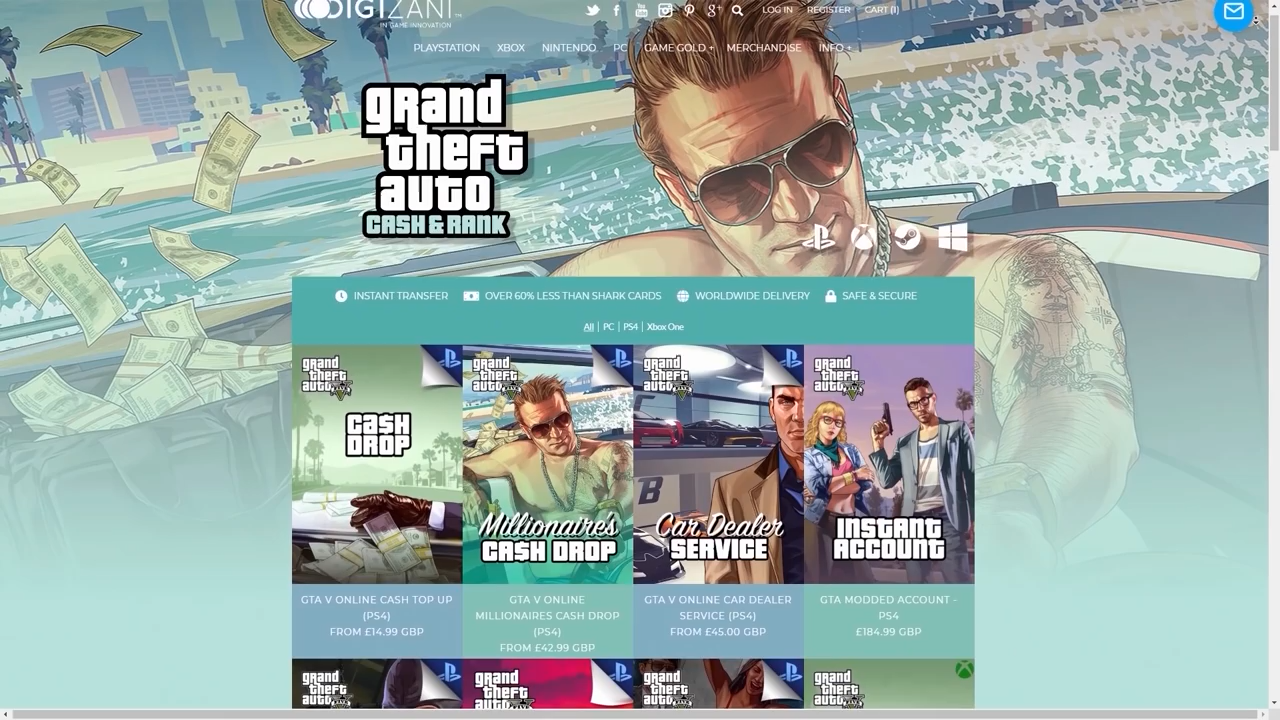 DIGIZANI™
IN GAME INNOVATION
LOG IN
REGISTER
CART (1)
PLAYSTATION
XBOX
NINTENDO
PC
GAME GOLD +
MERCHANDISE
INFO +
grand
theft
auto
CASH & RANK
INSTANT TRANSFER
OVER 60% LESS THAN SHARK CARDS
WORLDWIDE DELIVERY
SAFE & SECURE
All | PC | PS4 | Xbox One
grand
theft
auto
CA$H
DROP
grand
theft
auto
Millionaire's
CA$H DROP
grand
theft
auto
B
Car Dealer
SERVICE
grand
theft
auto
INSTANT
ACCOUNT
GTA V ONLINE CASH TOP UP
(PS4)
FROM £14.99 GBP
GTA V ONLINE
MILLIONAIRES CASH DROP
(PS4)
FROM £42.99 GBP
GTA V ONLINE CAR DEALER
SERVICE (PS4)
FROM £45.00 GBP
GTA MODDED ACCOUNT -
PS4
£184.99 GBP
grand
theft
auto
grand
theft
auto
grand
theft
auto
grand
theft
auto